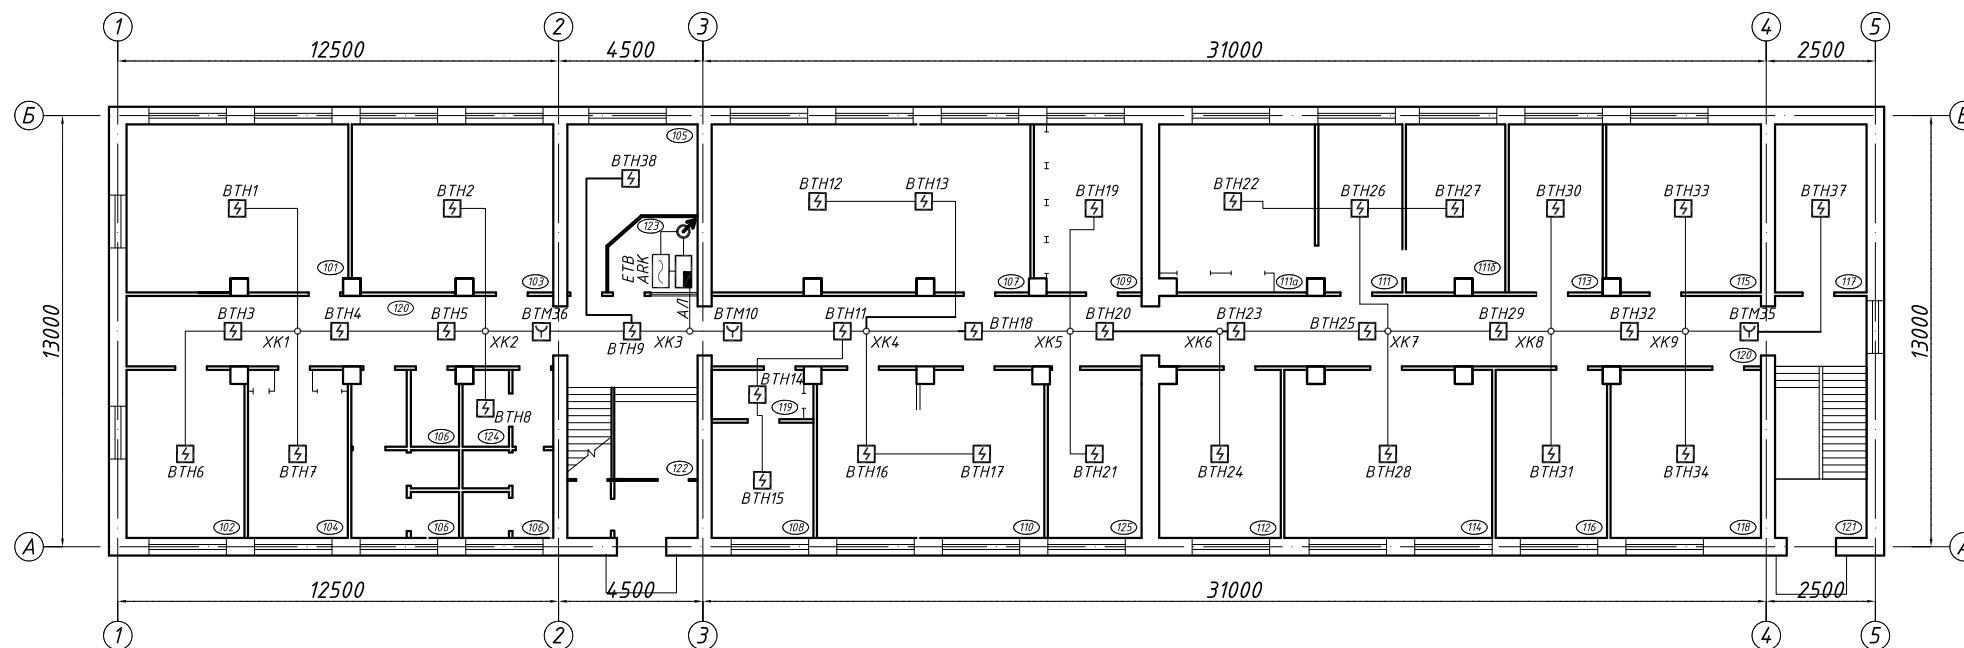 1 2 3 4 5
12500 4500 31000 2500
Б Б
105
ВТН38
ВТН1 ВТН2 ВТН12 ВТН13 ВТН19 ВТН22 ВТН26 ВТН27 ВТН30 ВТН33 ВТН37
123
ETB
ARK
101 103 107 109 111а 111 111б 113 115 117
120
АЛ
13000 13000
ВТН3 ВТН4 ВТН5 ВТМ36 ВТМ10 ВТН11 ВТН18 ВТН20 ВТН23 ВТН25 ВТН29 ВТН32 ВТМ35
ХК1 ХК2 ВТН9 ХК3 ХК4 ХК5 ХК6 ХК7 ХК8 ХК9
120
ВТН14
119
ВТН8
106 124
ВТН6 ВТН7 122 ВТН16 ВТН17 ВТН21 ВТН24 ВТН28 ВТН31 ВТН34
ВТН15
102 104 106 106 108 110 125 112 114 116 118 121
А А
12500 4500 31000 2500
1 2 3 4 5